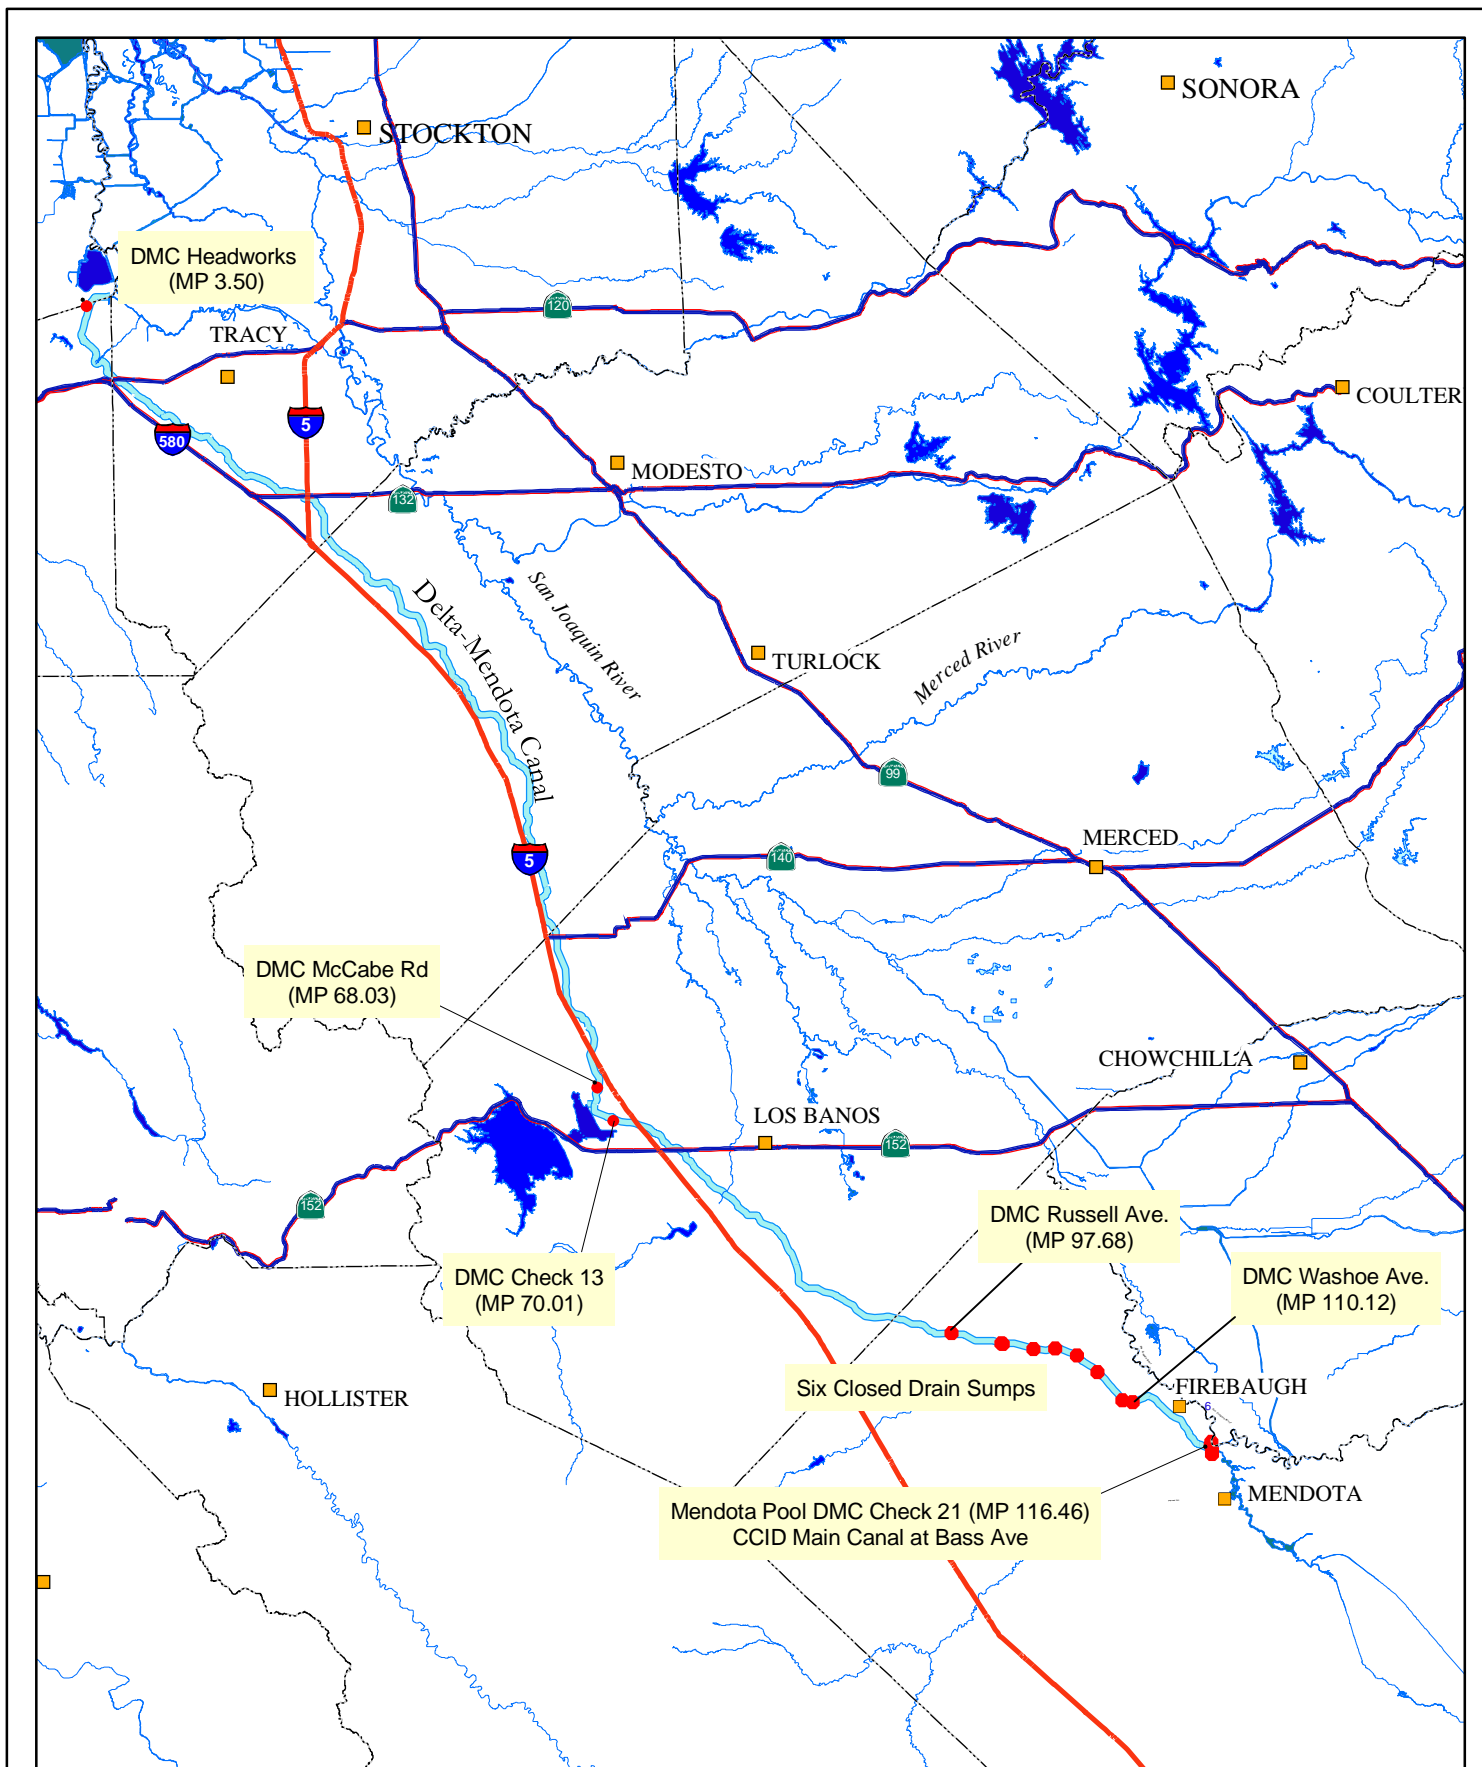 SONORA
STOCKTON
DMC Headworks
(MP 3.50)
120
TRACY
COULTER
5
580
MODESTO
132
Delta-Mendota Canal
San Joaquin River
TURLOCK
Merced River
99
MERCED
140
5
DMC McCabe Rd
(MP 68.03)
CHOWCHILLA
LOS BANOS
152
152
DMC Russell Ave.
(MP 97.68)
DMC Check 13
(MP 70.01)
DMC Washoe Ave.
(MP 110.12)
Six Closed Drain Sumps
FIREBAUGH
6
HOLLISTER
MENDOTA
Mendota Pool DMC Check 21 (MP 116.46)
CCID Main Canal at Bass Ave